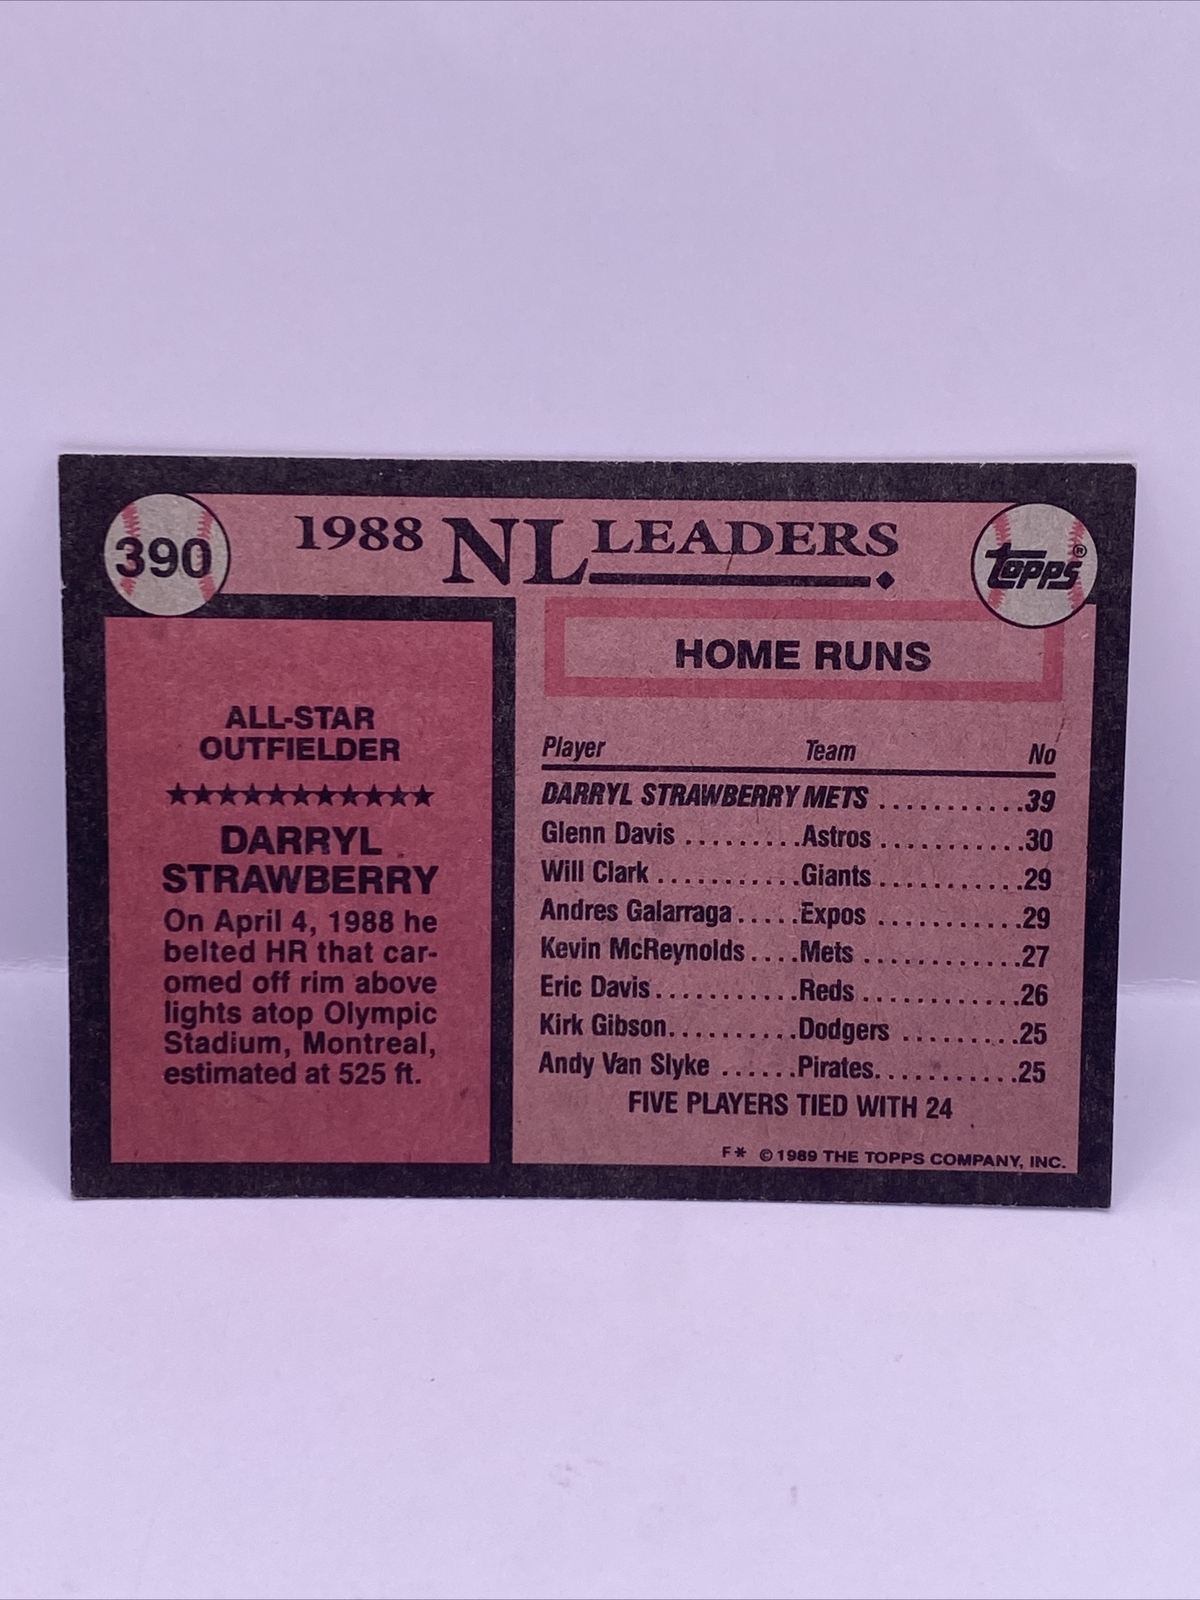 390
1988 NL LEADERS
topps®
ALL-STAR
OUTFIELDER
★★★★★★★★★★★
DARRYL
STRAWBERRY
On April 4, 1988 he
belted HR that car-
omed off rim above
lights atop Olympic
Stadium, Montreal,
estimated at 525 ft.
HOME RUNS
Player Team No
DARRYL STRAWBERRY METS ...........39
Glenn Davis .........Astros ............30
Will Clark ...........Giants ............29
Andres Galarraga .....Expos ............29
Kevin McReynolds ....Mets ............27
Eric Davis ...........Reds ............26
Kirk Gibson..........Dodgers .........25
Andy Van Slyke ......Pirates...........25
FIVE PLAYERS TIED WITH 24
F* ©1989 THE TOPPS COMPANY, INC.